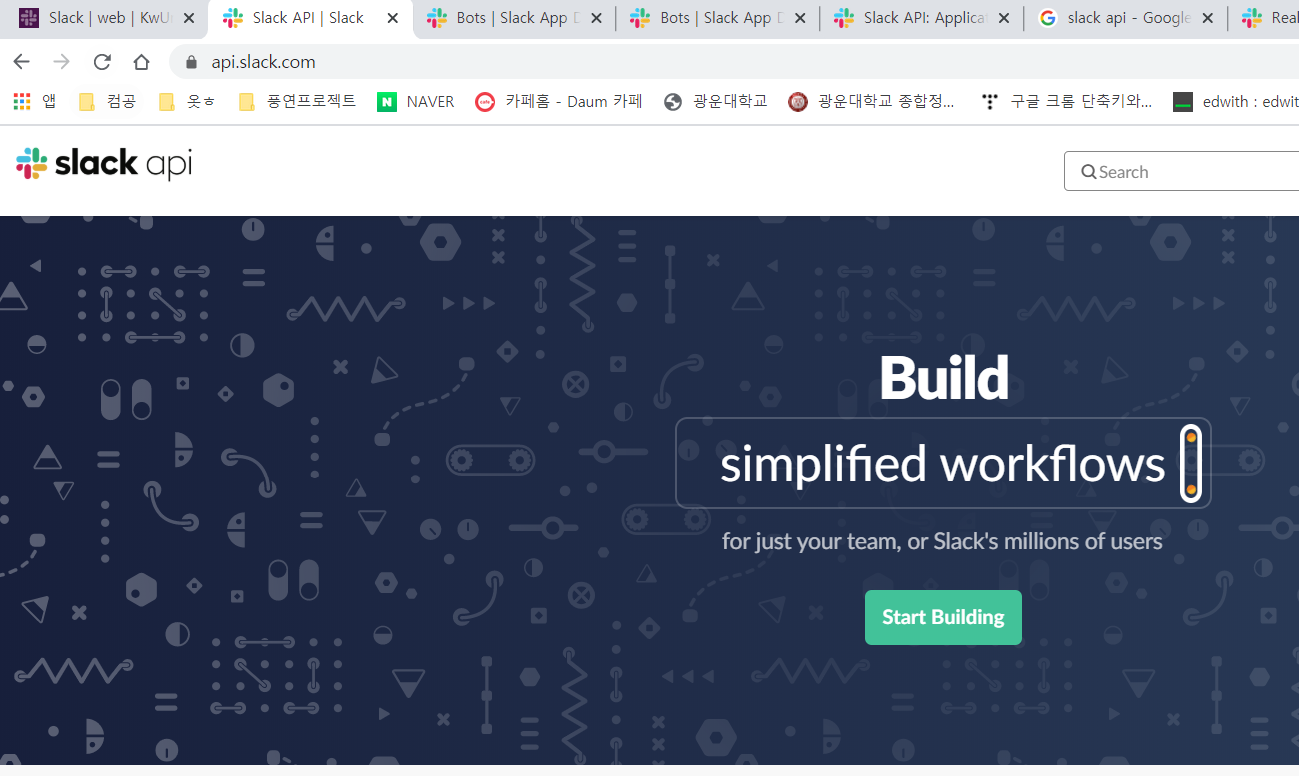 Slack | web | KwU
Slack API | Slack
Bots | Slack App D
Bots | Slack App D
Slack API: Applicat
slack api - Google
Real
api.slack.com
앱
컴공
옷ㅎ
풍연프로젝트
N NAVER
cafe 카페홈 - Daum 카페
광운대학교
광운대학교 종합정...
구글 크롬 단축키와...
edwith : edwit
slack api
Search
Build
simplified workflows
for just your team, or Slack's millions of users
Start Building